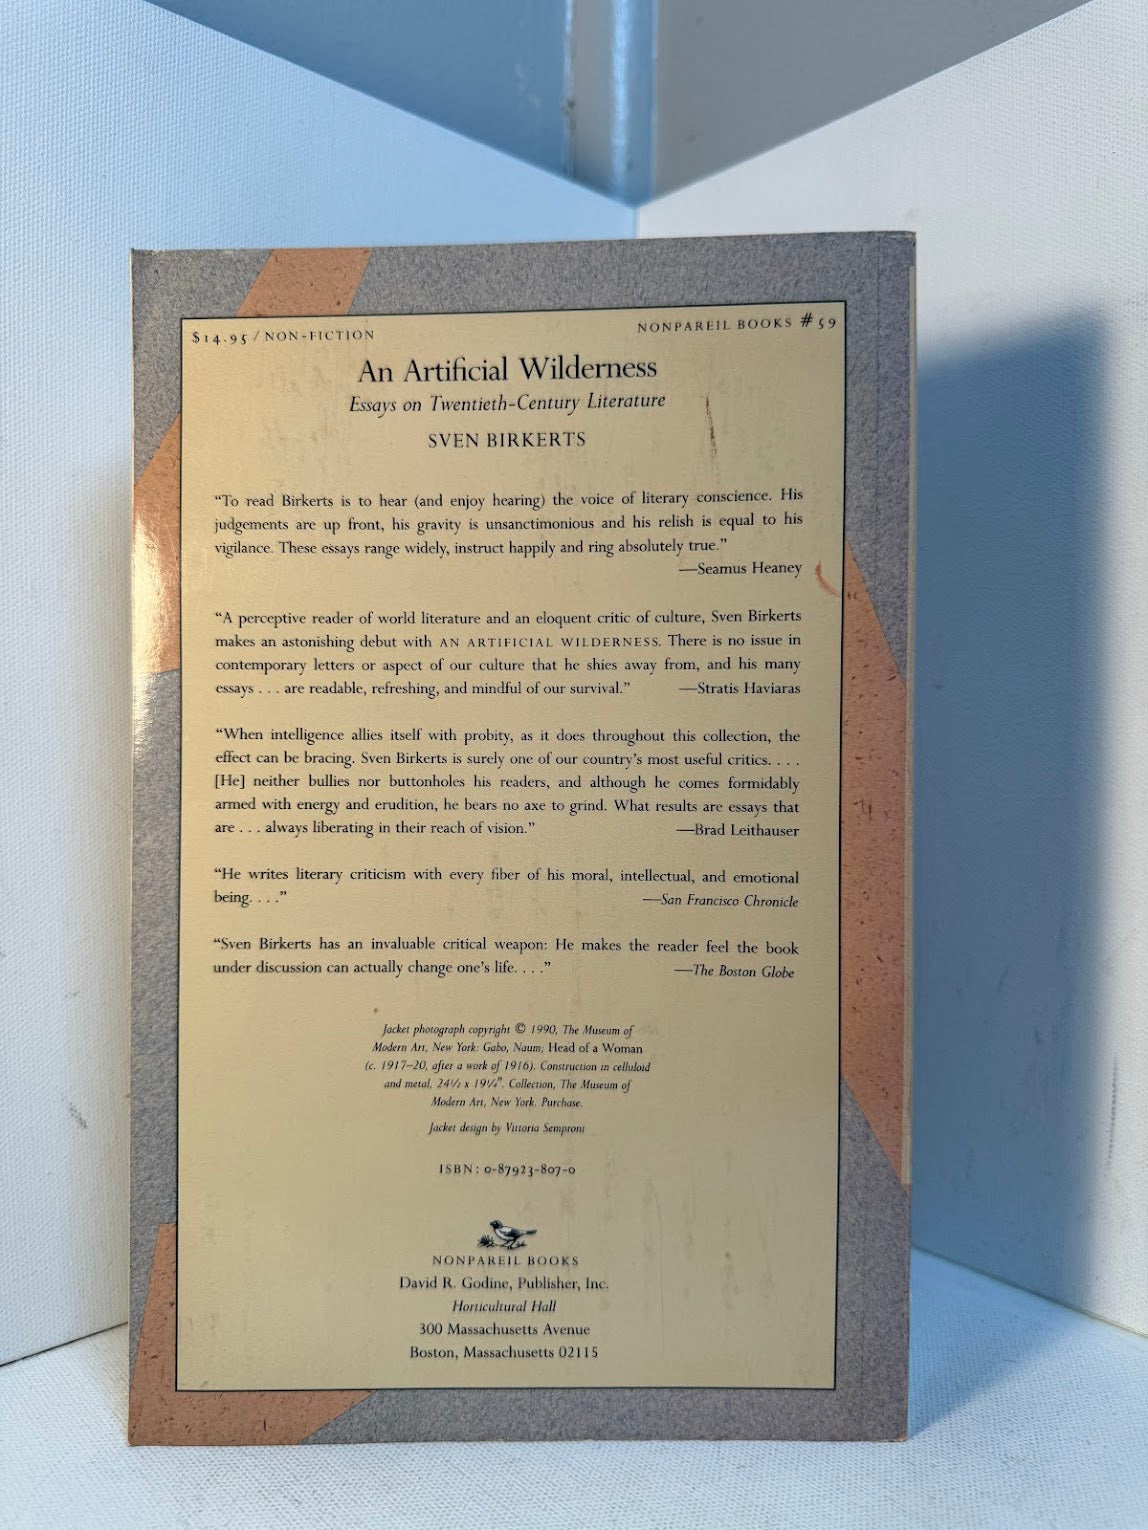 $14.95 / NON-FICTION
NONPAREIL BOOKS #59
An Artificial Wilderness
Essays on Twentieth-Century Literature
SVEN BIRKERTS
“To read Birkerts is to hear (and enjoy hearing) the voice of literary conscience. His
judgements are up front, his gravity is unsanctimonious and his relish is equal to his
vigilance. These essays range widely, instruct happily and ring absolutely true.”
—Seamus Heaney
“A perceptive reader of world literature and an eloquent critic of culture, Sven Birkerts
makes an astonishing debut with AN ARTIFICIAL WILDERNESS. There is no issue in
contemporary letters or aspect of our culture that he shies away from, and his many
essays . . . are readable, refreshing, and mindful of our survival.” —Stratis Haviaras
“When intelligence allies itself with probity, as it does throughout this collection, the
effect can be bracing. Sven Birkerts is surely one of our country’s most useful critics. . . .
[He] neither bullies nor buttonholes his readers, and although he comes formidably
armed with energy and erudition, he bears no axe to grind. What results are essays that
are . . . always liberating in their reach of vision.” —Brad Leithauser
“He writes literary criticism with every fiber of his moral, intellectual, and emotional
being. . . .” —San Francisco Chronicle
“Sven Birkerts has an invaluable critical weapon: He makes the reader feel the book
under discussion can actually change one’s life. . . .” —The Boston Globe
Jacket photograph copyright © 1990, The Museum of
Modern Art, New York: Gabo, Naum; Head of a Woman
(c. 1917–20, after a work of 1916). Construction in celluloid
and metal, 24½ x 19¼". Collection, The Museum of
Modern Art, New York. Purchase.
Jacket design by Vittoria Semproni
ISBN: 0-87923-807-0
NONPAREIL BOOKS
David R. Godine, Publisher, Inc.
Horticultural Hall
300 Massachusetts Avenue
Boston, Massachusetts 02115